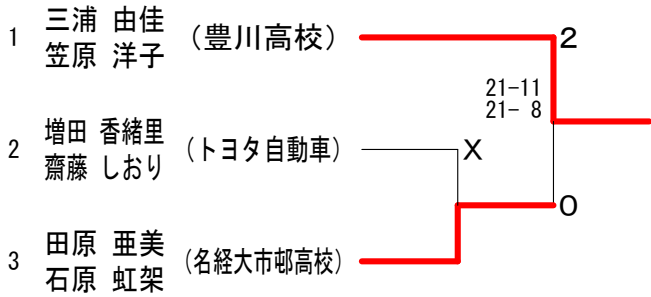 1 三浦 由佳
笠原 洋子 (豊川高校)
2
21-11
21- 8
2 増田 香緒里
齋藤 しおり (トヨタ自動車)
X
0
3 田原 亜美
石原 虹架 (名経大市邨高校)